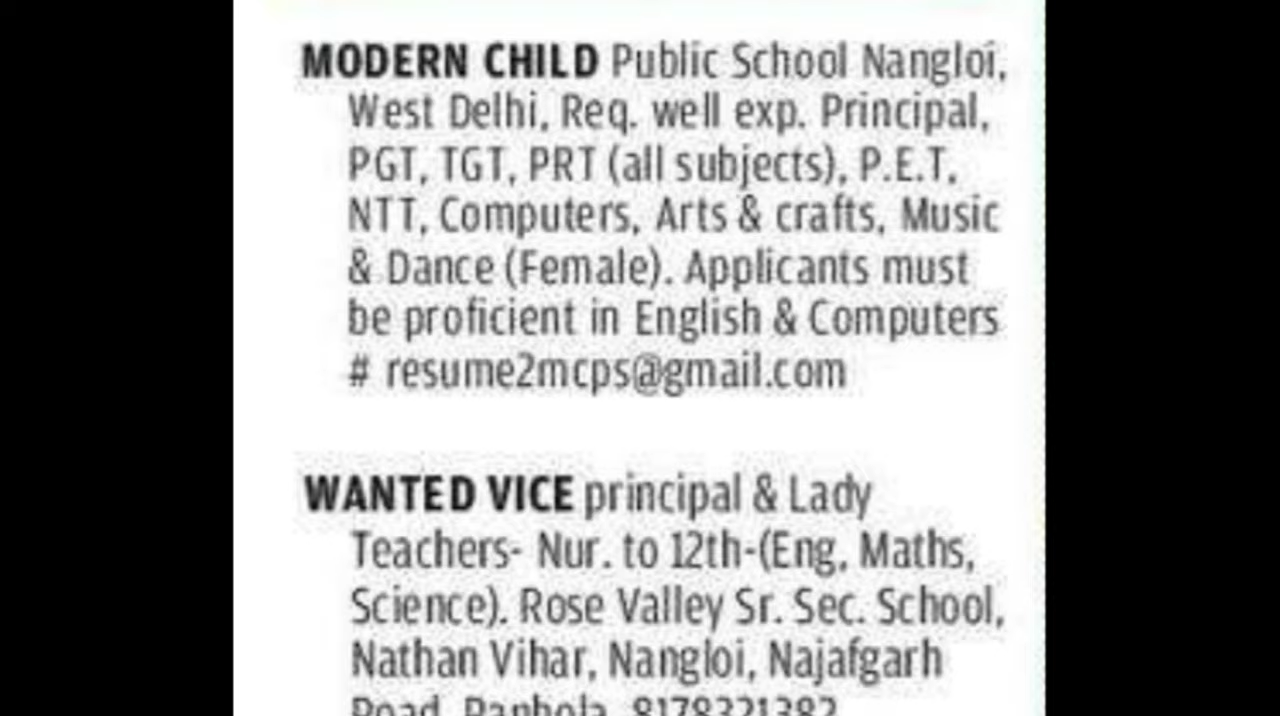 MODERN CHILD Public School Nangloi,
West Delhi, Req. well exp. Principal,
PGT, TGT, PRT (all subjects), P.E.T,
NTT, Computers, Arts & crafts, Music
& Dance (Female). Applicants must
be proficient in English & Computers
# resume2mcps@gmail.com
WANTED VICE principal & Lady
Teachers- Nur. to 12th-(Eng, Maths,
Science). Rose Valley Sr. Sec. School,
Nathan Vihar, Nangloi, Najafgarh
Road,